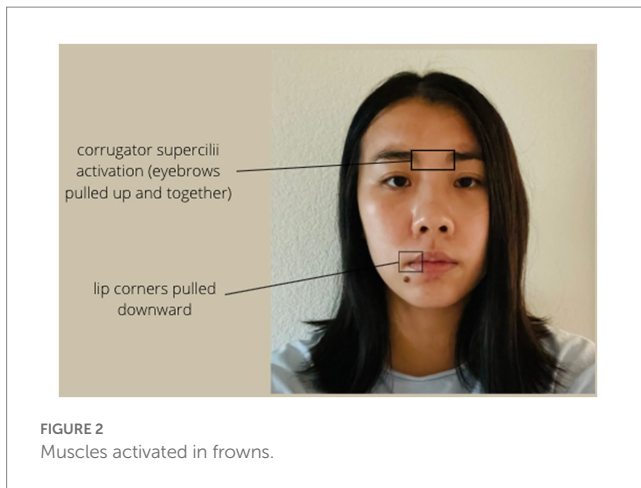 corrugator supercilii
activation (eyebrows
pulled up and together)
lip corners pulled
downward
FIGURE 2
Muscles activated in frowns.